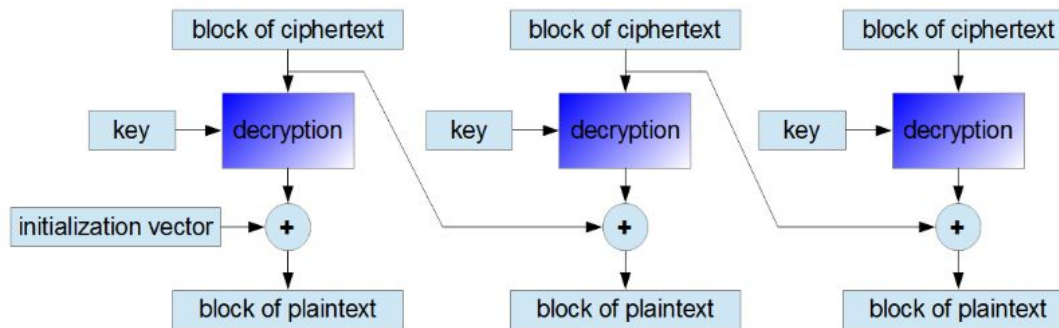 block of ciphertext block of ciphertext block of ciphertext
key decryption key decryption key decryption
initialization vector + + +
block of plaintext block of plaintext block of plaintext